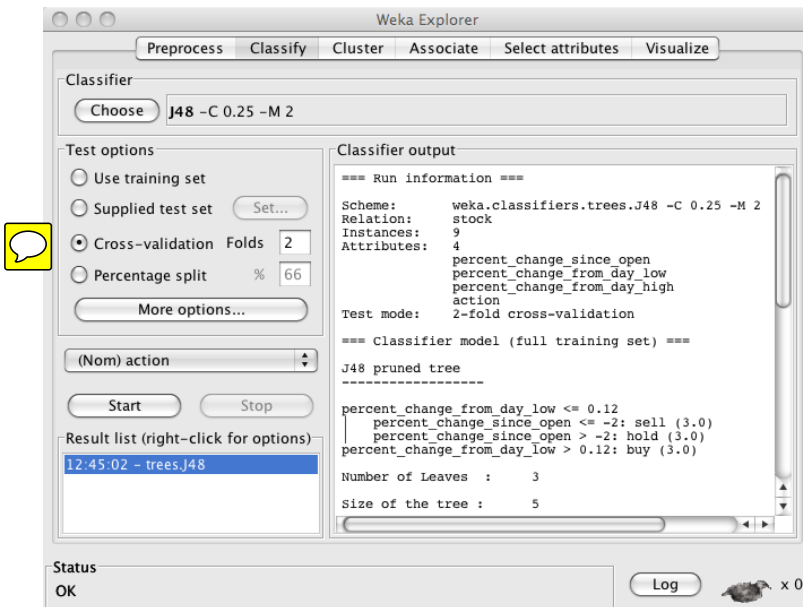 Weka Explorer
Preprocess Classify Cluster Associate Select attributes Visualize
Classifier
Choose J48 -C 0.25 -M 2
Test options
Use training set
Supplied test set Set...
Cross-validation Folds 2
Percentage split % 66
More options...
(Nom) action
Start Stop
Result list (right-click for options)
12:45:02 - trees.J48
Classifier output
=== Run information ===
Scheme: weka.classifiers.trees.J48 -C 0.25 -M 2
Relation: stock
Instances: 9
Attributes: 4
percent_change_since_open
percent_change_from_day_low
percent_change_from_day_high
action
Test mode: 2-fold cross-validation
=== Classifier model (full training set) ===
J48 pruned tree
------------------
percent_change_from_day_low <= 0.12
| percent_change_since_open <= -2: sell (3.0)
| percent_change_since_open > -2: hold (3.0)
percent_change_from_day_low > 0.12: buy (3.0)
Number of Leaves : 3
Size of the tree : 5
Status
OK
Log x 0